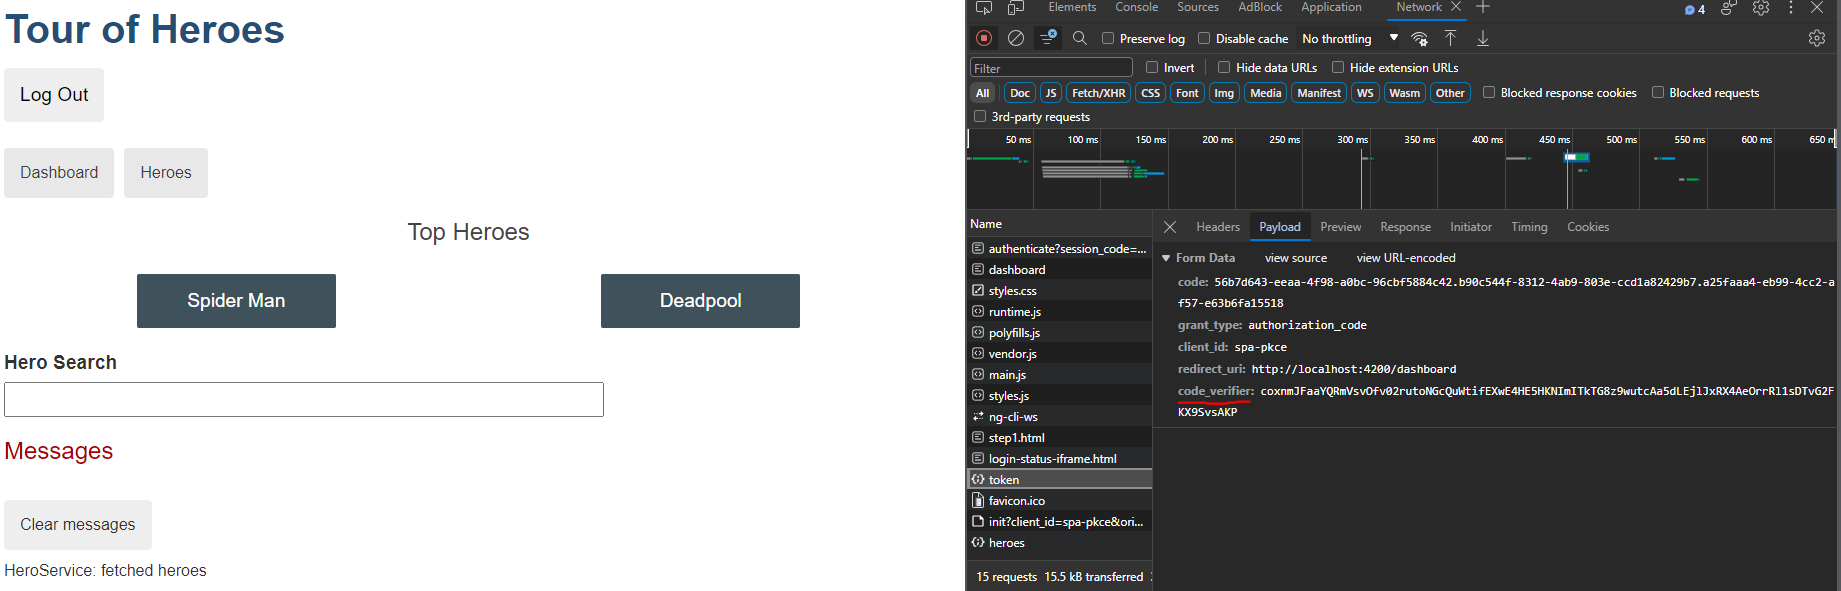 Tour of Heroes
Log Out
Dashboard Heroes
Top Heroes
Spider Man Deadpool
Hero Search
Messages
Clear messages
HeroService: fetched heroes
Elements Console Sources AdBlock Application Network 4
Preserve log Disable cache No throttling
Filter Invert Hide data URLs Hide extension URLs
All Doc JS Fetch/XHR CSS Font Img Media Manifest WS Wasm Other Blocked response cookies Blocked requests
3rd-party requests
50 ms 100 ms 150 ms 200 ms 250 ms 300 ms 350 ms 400 ms 450 ms 500 ms 550 ms 600 ms 650 m
Name
authenticate?session_code=...
dashboard
styles.css
runtime.js
polyfills.js
vendor.js
main.js
styles.js
ng-cli-ws
step1.html
login-status-iframe.html
token
favicon.ico
init?client_id=spa-pkce&ori...
heroes
15 requests 15.5 kB transferred
Headers Payload Preview Response Initiator Timing Cookies
Form Data view source view URL-encoded
code: 56b7d643-eeaa-4f98-a0bc-96cbf5884c42.b90c544f-8312-4ab9-803e-ccd1a82429b7.a25faaa4-eb99-4cc2-a
f57-e63b6fa15518
grant_type: authorization_code
client_id: spa-pkce
redirect_uri: http://localhost:4200/dashboard
code_verifier:
KX9SvsAKP